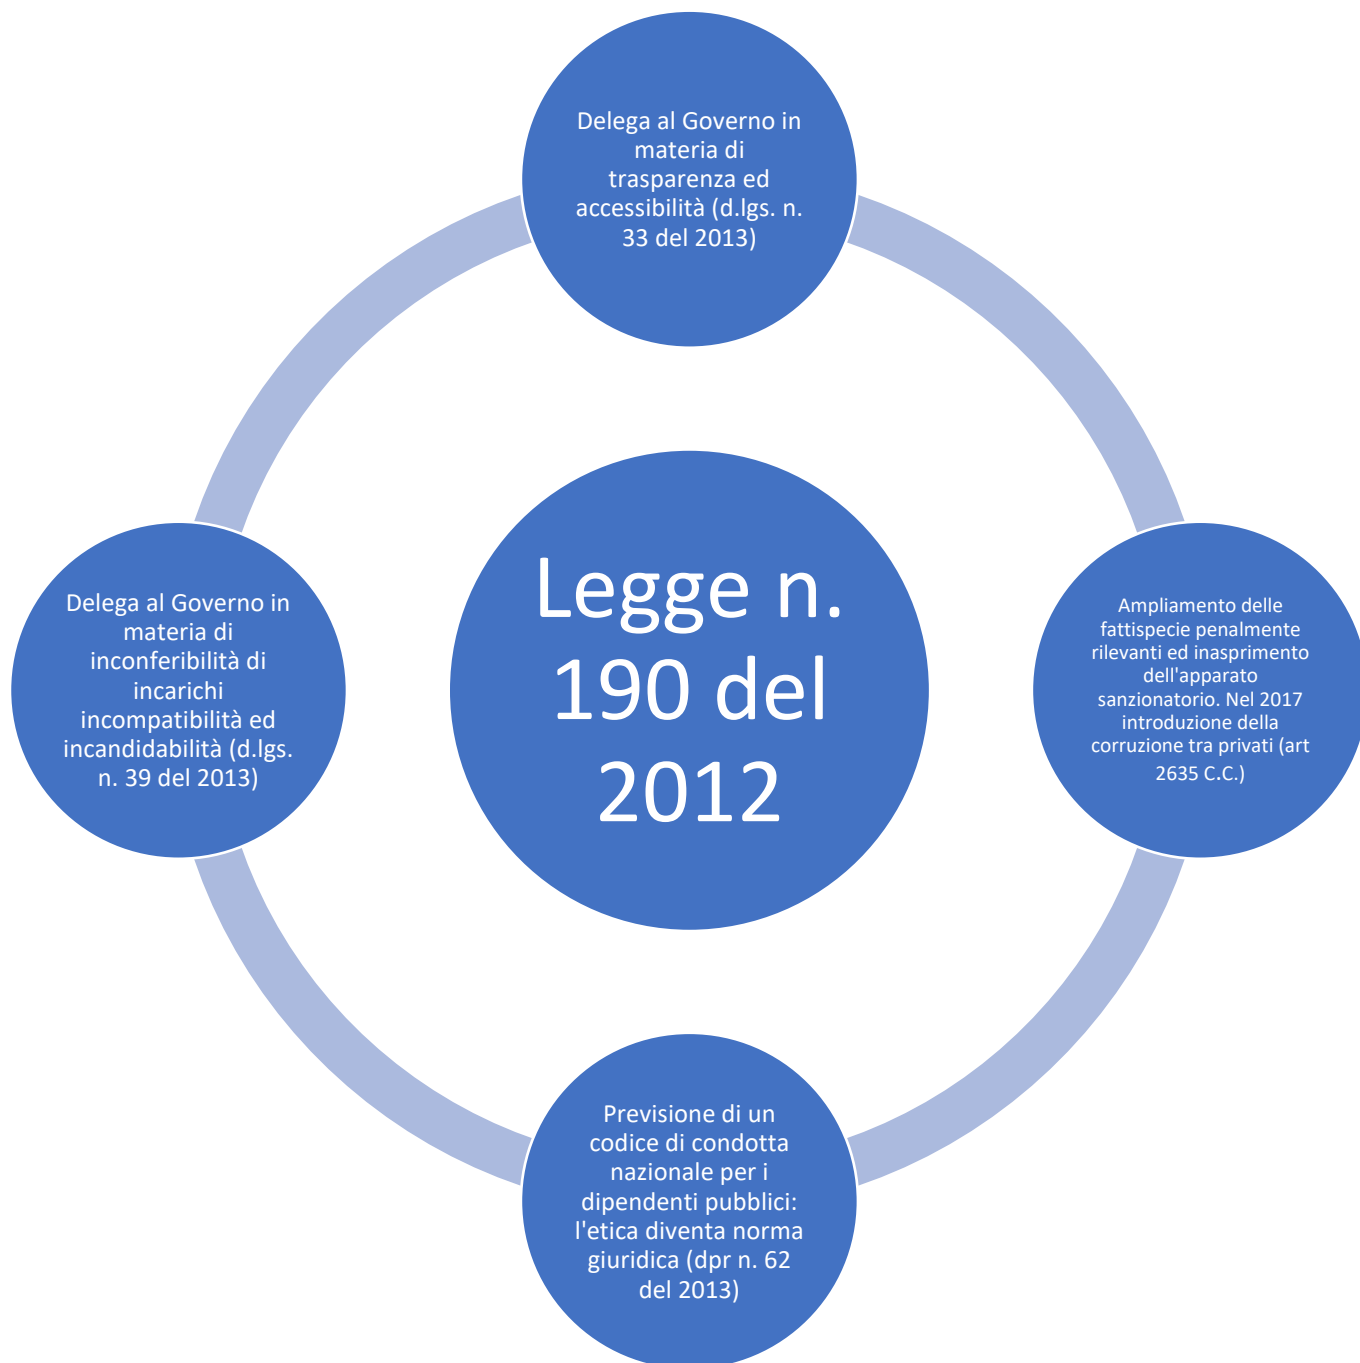 Delega al Governo in
materia di
trasparenza ed
accessibilità (d.lgs. n.
33 del 2013)
Legge n.
190 del
2012
Ampliamento delle
fattispecie penalmente
rilevanti ed inasprimento
dell'apparato
sanzionatorio. Nel 2017
introduzione della
corruzione tra privati (art
2635 C.C.)
Previsione di un
codice di condotta
nazionale per i
dipendenti pubblici:
l'etica diventa norma
giuridica (dpr n. 62
del 2013)
Delega al Governo in
materia di
inconferibilità di
incarichi
incompatibilità ed
incandidabilità (d.lgs.
n. 39 del 2013)